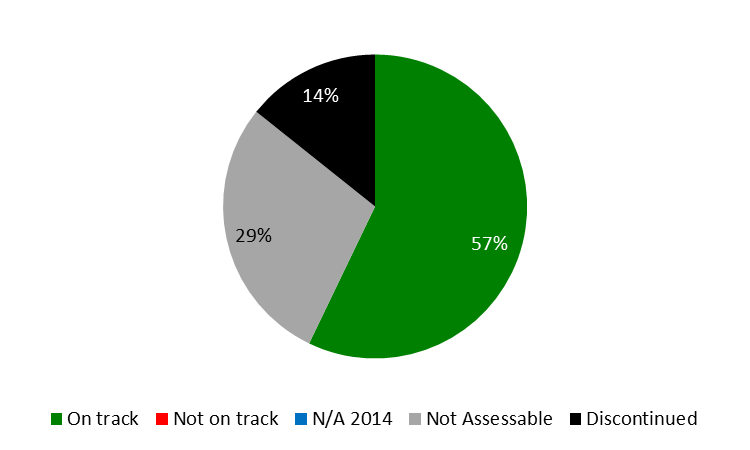 14%
29%
57%
On track Not on track N/A 2014 Not Assessable Discontinued